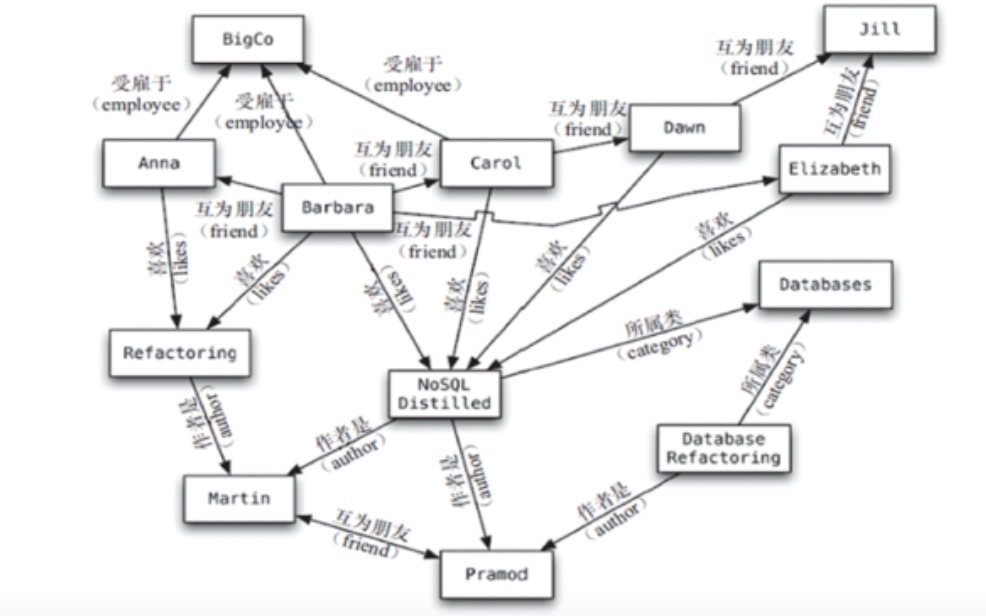 BigCo
Jill
互为朋友
（friend）
受雇于
（employee）
受雇于
（employee）
受雇于
（employee）
互为朋友
（friend）
Dawn
互为朋友
（friend）
Anna
互为朋友
（friend）
Carol
Elizabeth
Barbara
互为朋友
（friend）
互为朋友
（friend）
喜欢
（likes）
喜欢
（likes）
喜欢
（likes）
喜欢
（likes）
喜欢
（likes）
喜欢
（likes）
Databases
所属类
（category）
Refactoring
所属类
（category）
NoSQL
Distilled
作者是
（author）
作者是
（author）
作者是
（author）
Database
Refactoring
Martin
作者是
（author）
互为朋友
（friend）
Pramod